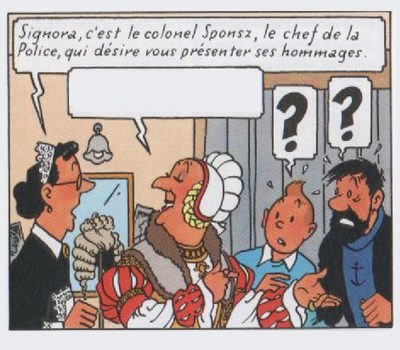 Signora, c'est le colonel Sponsz, le chef de la
Police, qui désire vous présenter ses hommages.
?
?